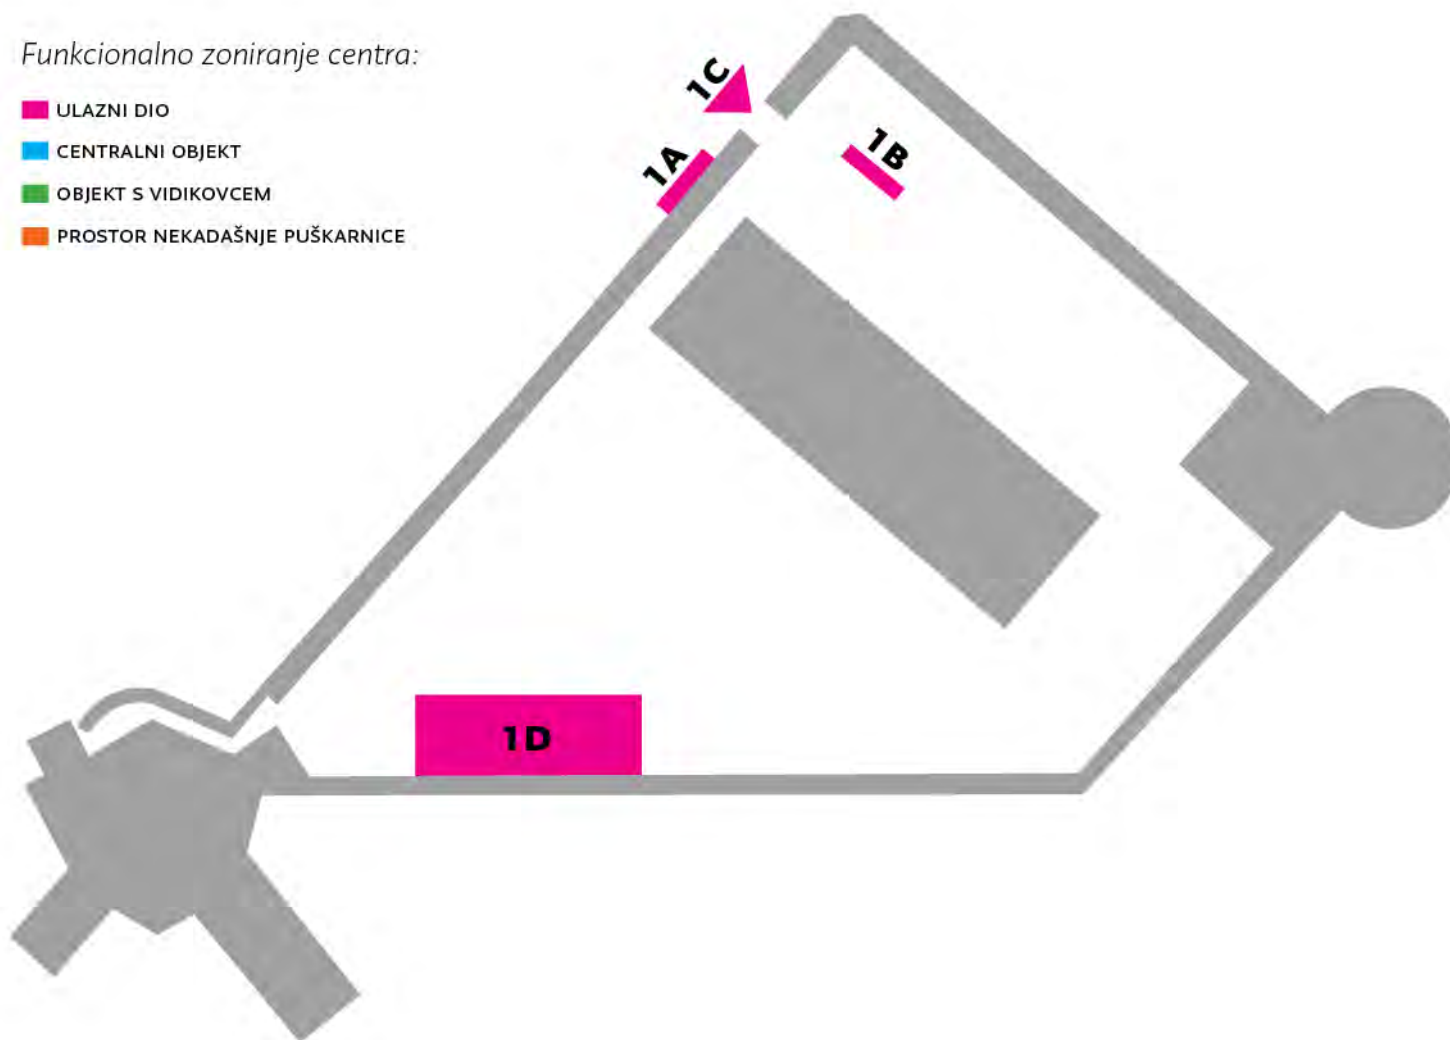 Funkcionalno zoniranje centra:
ULAZNI DIO
CENTRALNI OBJEKT
OBJEKT S VIDIKOVCEM
PROSTOR NEKADAŠNJE PUŠKARNICE
1C
1A
1B
1D